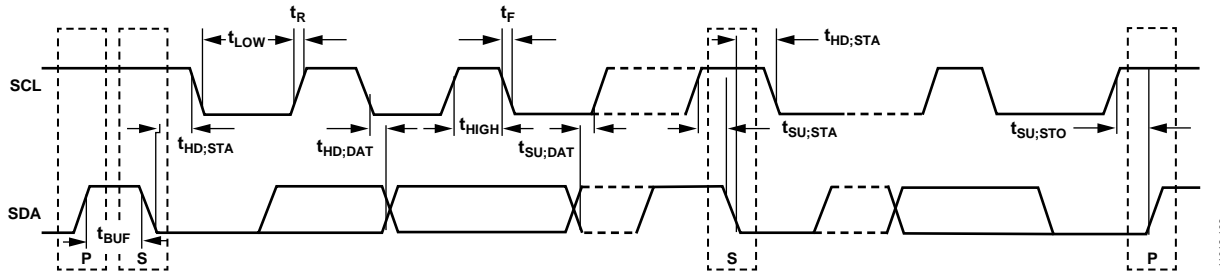 tR
tF
tLOW
tHD;STA
SCL
tHD;STA
tHD;DAT
tHIGH
tSU;DAT
tSU;STA
tSU;STO
SDA
tBUF
P
S
S
P